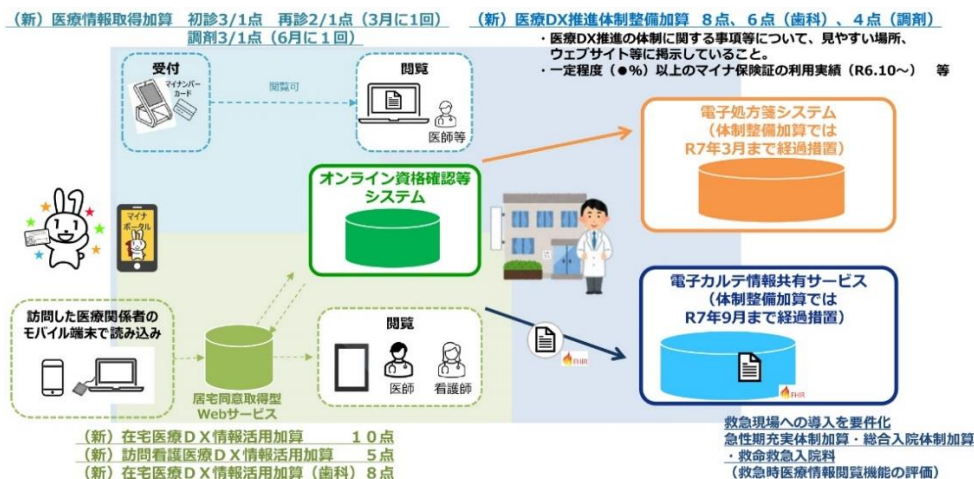 （新）医療情報取得加算　初診3/1点　再診2/1点（3月に1回）
調剤3/1点（6月に１回）
（新）医療DX推進体制整備加算　８点、６点（歯科）、４点（調剤）
・医療DX推進の体制に関する事項等について、見やすい場所、
ウェブサイト等に掲示していること。
・一定程度（●％）以上のマイナ保険証の利用実績（R6.10～）　等
受付
マイナンバー
カード
閲覧可
閲覧
医師等
オンライン資格確認等
システム
電子処方箋システム
（体制整備加算では
R7年3月まで経過措置）
マイナ
ポータル
電子カルテ情報共有サービス
（体制整備加算では
R7年9月まで経過措置）
FHIR
FHIR
訪問した医療関係者の
モバイル端末で読み込み
居宅同意取得型
Webサービス
閲覧
医師
看護師
（新）在宅医療ＤＸ情報活用加算　　　１０点
（新）訪問看護医療ＤＸ情報活用加算　　５点
（新）在宅医療ＤＸ情報活用加算（歯科）８点
救急現場への導入を要件化
急性期充実体制加算・総合入院体制加算
・救命救急入院料
（救急時医療情報閲覧機能の評価）